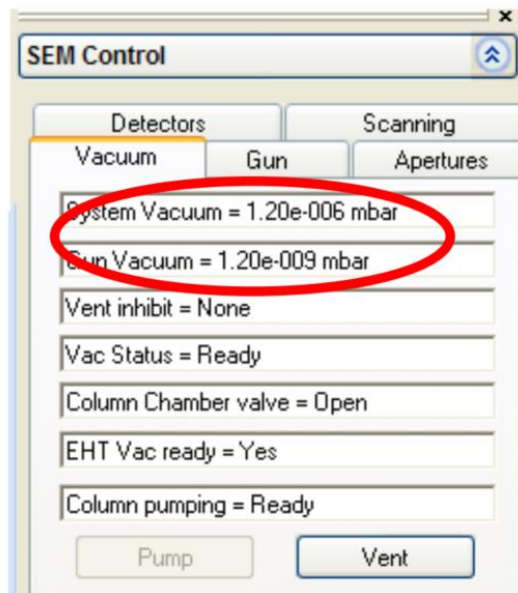 SEM Control
Detectors Scanning
Vacuum Gun Apertures
System Vacuum = 1.20e-006 mbar
Gun Vacuum = 1.20e-009 mbar
Vent inhibit = None
Vac Status = Ready
Column Chamber valve = Open
EHT Vac ready = Yes
Column pumping = Ready
Pump Vent